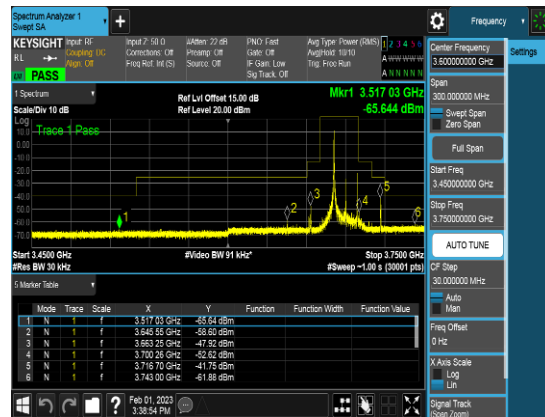 Spectrum Analyzer 1
Swept SA
Frequency
KEYSIGHT Input: RF
Coupling: DC
Align: Off
Input Z: 50 Ω
Corrections: Off
Freq Ref: Int (S)
#Atten: 22 dB
Preamp: Off
Source: Off
PNO: Fast
Gate: Off
IF Gain: Low
Sig Track: Off
Avg Type: Power (RMS)
Avg|Hold: 10/10
Trig: Free Run
1 2 3 4 5 6
A W W W W W
A N N N N N
RL
PASS
1 Spectrum
Scale/Div 10 dB
Ref Lvl Offset 15.00 dB
Ref Level 20.00 dBm
Mkr1 3.517 03 GHz
-65.644 dBm
Log
Trace 1 Pass
10.0
0.00
-10.0
-20.0
-30.0
-40.0
-50.0
-60.0
-70.0
1
2
3
4
5
6
Start 3.4500 GHz
#Res BW 30 kHz
#Video BW 91 kHz*
Stop 3.7500 GHz
#Sweep ~1.00 s (30001 pts)
5 Marker Table
Mode Trace Scale X Y Function Function Width Function Value
1 N 1 f 3.517 03 GHz -65.64 dBm
2 N 1 f 3.645 55 GHz -58.60 dBm
3 N 1 f 3.663 25 GHz -47.92 dBm
4 N 1 f 3.700 26 GHz -52.62 dBm
5 N 1 f 3.716 70 GHz -41.75 dBm
6 N 1 f 3.743 00 GHz -61.88 dBm
Feb 01, 2023
3:38:54 PM
Center Frequency
3.600000000 GHz
Settings
Span
300.000000 MHz
Swept Span
Zero Span
Full Span
Start Freq
3.450000000 GHz
Stop Freq
3.750000000 GHz
AUTO TUNE
CF Step
30.000000 MHz
Auto
Man
Freq Offset
0 Hz
X Axis Scale
Log
Lin
Signal Track
(Span Zoom)